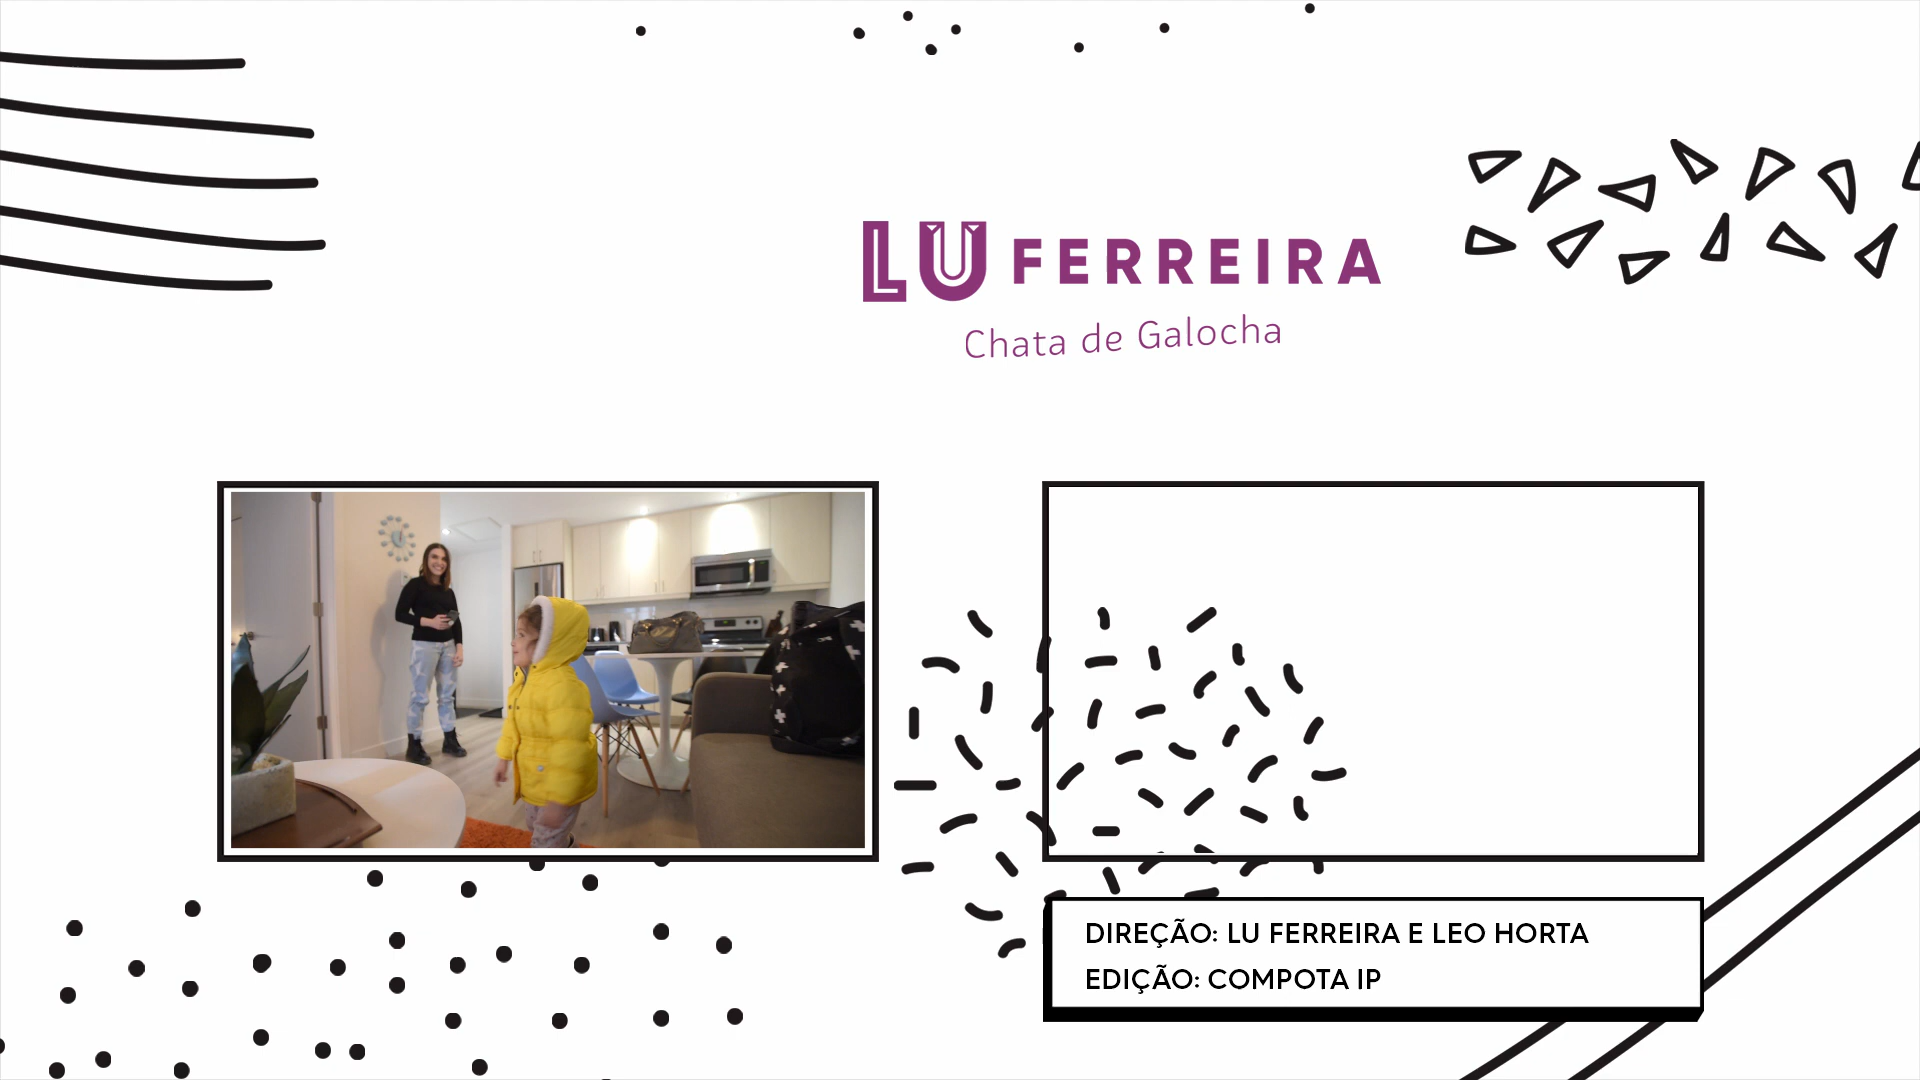 LU FERREIRA
Chata de Galocha
DIREÇÃO: LU FERREIRA E LEO HORTA
EDIÇÃO: COMPOTA IP